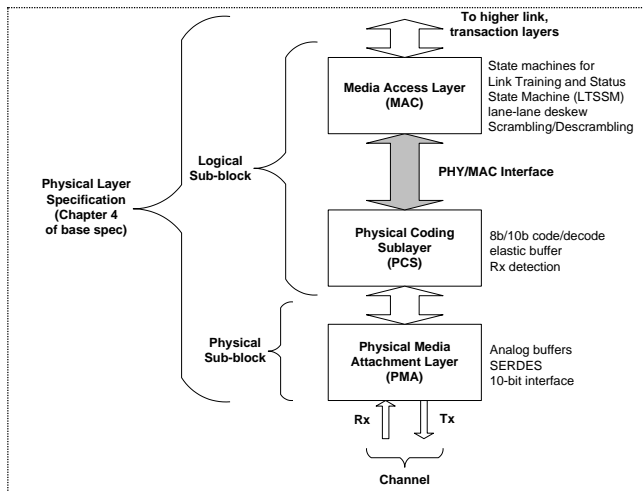 To higher link,
transaction layers
Media Access Layer
(MAC)
State machines for
Link Training and Status
State Machine (LTSSM)
lane-lane deskew
Scrambling/Descrambling
Logical
Sub-block
PHY/MAC Interface
Physical Layer
Specification
(Chapter 4
of base spec)
Physical Coding
Sublayer
(PCS)
8b/10b code/decode
elastic buffer
Rx detection
Physical
Sub-block
Physical Media
Attachment Layer
(PMA)
Analog buffers
SERDES
10-bit interface
Rx
Tx
Channel